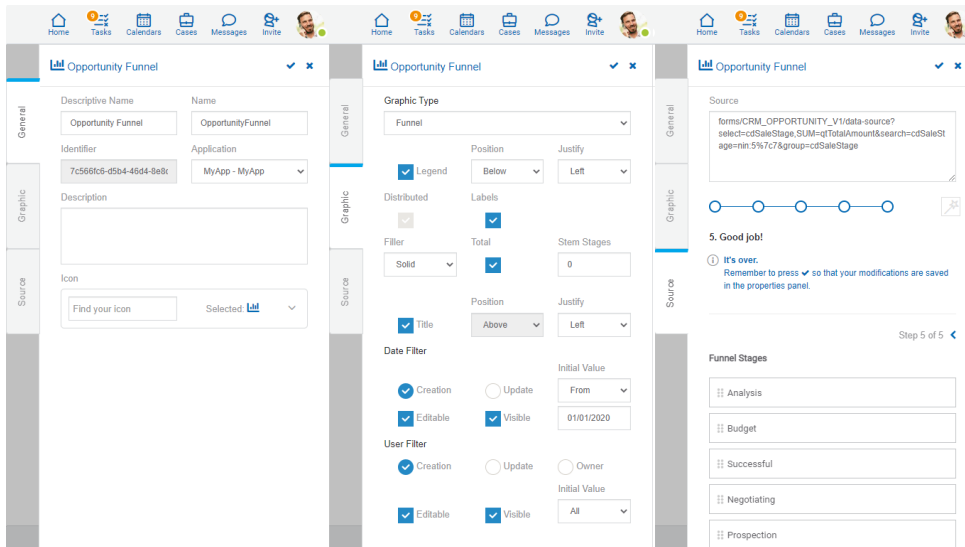 9
Home Tasks Calendars Cases Messages Invite
Opportunity Funnel
General
Graphic
Source
Descriptive Name Name
Opportunity Funnel OpportunityFunnel
Identifier Application
7c566fc6-d5b4-46d4-8e8c MyApp - MyApp
Description
Icon
Find your icon Selected:
9
Home Tasks Calendars Cases Messages Invite
Opportunity Funnel
General
Graphic
Source
Graphic Type
Funnel
Position Justify
Legend Below Left
Distributed Labels
Filler Total Stem Stages
Solid 0
Position Justify
Title Above Left
Date Filter
Initial Value
Creation Update From
Editable Visible 01/01/2020
User Filter
Creation Update Owner
Initial Value
Editable Visible All
9
Home Tasks Calendars Cases Messages Invite
Opportunity Funnel
General
Graphic
Source
Source
forms/CRM_OPPORTUNITY_V1/data-source?
select=cdSaleStage,SUM=qtTotalAmount&search=cdSaleSt
age=nin:5%7c7&group=cdSaleStage
5. Good job!
It's over.
Remember to press ✔ so that your modifications are saved
in the properties panel.
Step 5 of 5
Funnel Stages
Analysis
Budget
Successful
Negotiating
Prospection